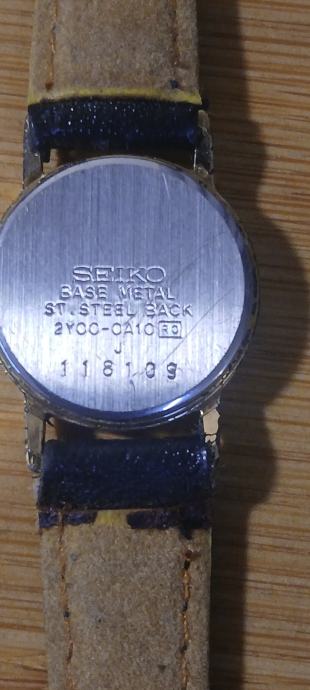 SEIKO
BASE METAL
ST.STEEL BACK
2Y00-0A10 R0
J
118109